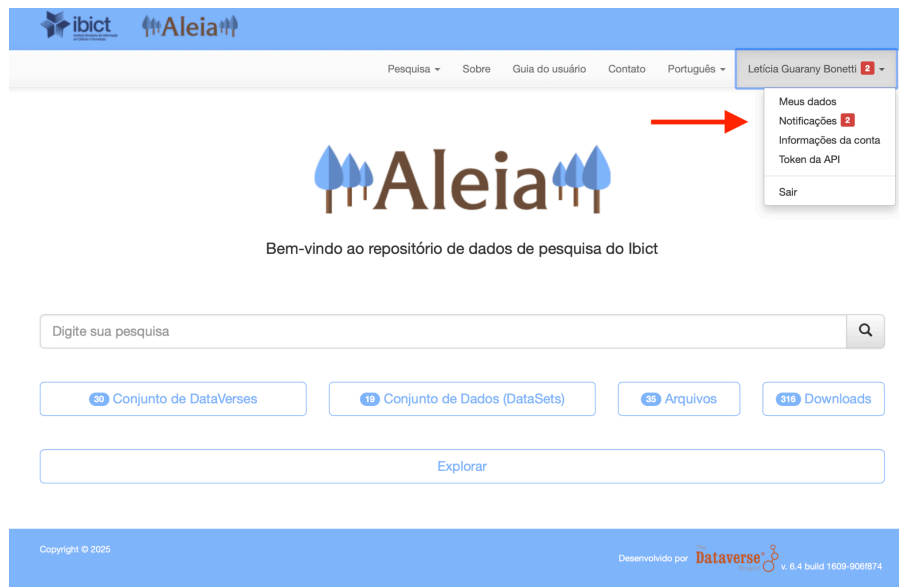 ibict
Aleia
Pesquisa
Sobre
Guia do usuário
Contato
Português
Letícia Guarany Bonetti 2
Meus dados
Notificações 2
Informações da conta
Token da API
Sair
Aleia
Bem-vindo ao repositório de dados de pesquisa do Ibict
Digite sua pesquisa
30 Conjunto de DataVerses
19 Conjunto de Dados (DataSets)
35 Arquivos
316 Downloads
Explorar
Copyright © 2025
Desenvolvido por
Dataverse
v. 6.4 build 1609-906f874